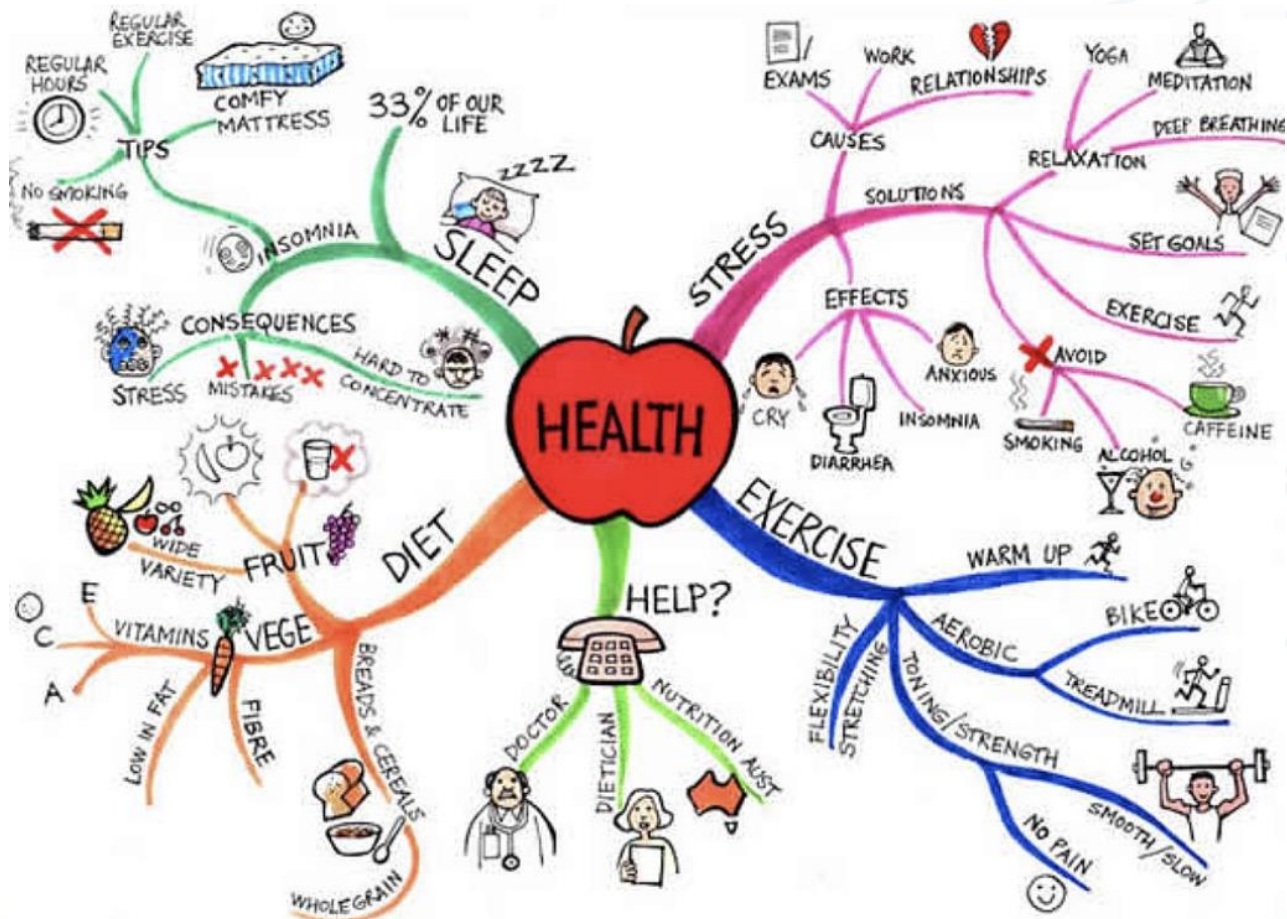 HEALTH
SLEEP
33% OF OUR
LIFE
ZZZZ
INSOMNIA
TIPS
REGULAR
HOURS
REGULAR
EXERCISE
COMFY
MATTRESS
NO SMOKING
CONSEQUENCES
STRESS
MISTAKES
HARD TO
CONCENTRATE
STRESS
CAUSES
EXAMS
WORK
RELATIONSHIPS
SOLUTIONS
RELAXATION
YOGA
MEDITATION
DEEP BREATHING
SET GOALS
EXERCISE
AVOID
SMOKING
ALCOHOL
CAFFEINE
EFFECTS
CRY
DIARRHEA
INSOMNIA
ANXIOUS
DIET
FRUIT
WIDE
VARIETY
VEGE
VITAMINS
E
C
A
LOW IN FAT
FIBRE
BREADS & CEREALS
WHOLEGRAIN
HELP?
DOCTOR
DIETICIAN
NUTRITION AUST
EXERCISE
WARM UP
AEROBIC
BIKE
TREADMILL
TONING/STRENGTH
SMOOTH/SLOW
NO PAIN
FLEXIBILITY
STRETCHING